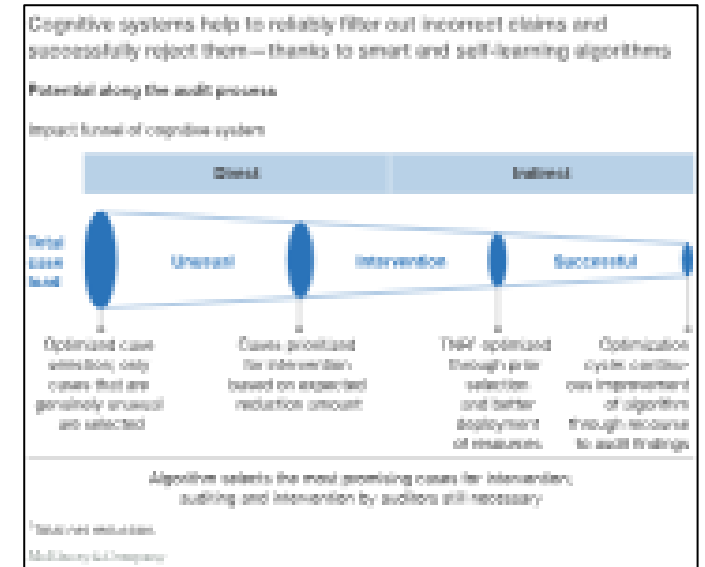 Cognitive systems help to reliably filter out incorrect claims and
successfully reject them—thanks to smart and self-learning algorithms
Potential along the audit process
Impact funnel of cognitive system
Direct
Indirect
Total
case
load
Unusual
Intervention
Successful
Optimized case
selection; only
cases that are
genuinely unusual
are selected
Cases prioritized
for intervention
based on expected
reduction amount
optimized
through prior
selection
and better
deployment
of resources
Optimization
cycle: continu-
ous improvement
of algorithm
through recourse
to audit findings
Algorithm selects the most promising cases for intervention;
auditing and intervention by auditors still necessary
McKinsey & Company